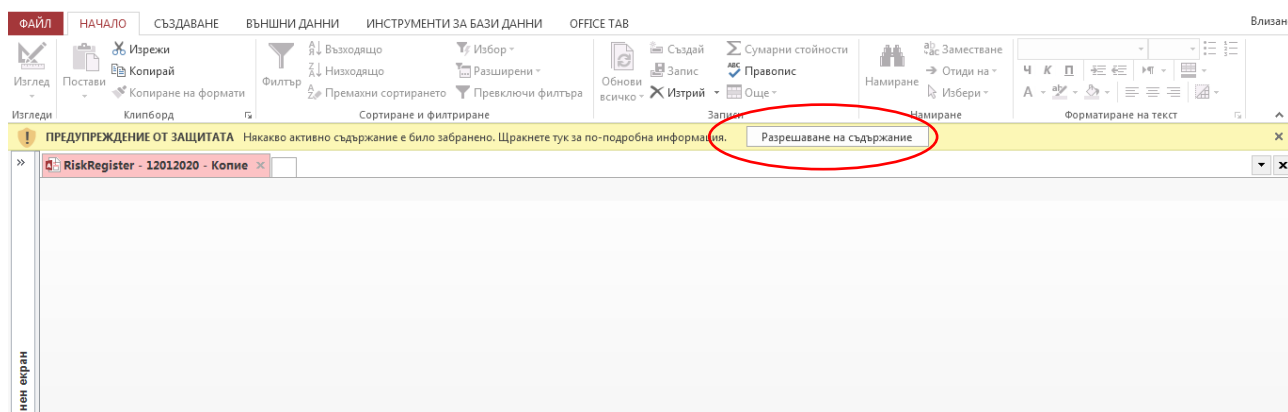 ФАЙЛ НАЧАЛО СЪЗДАВАНЕ ВЪНШНИ ДАННИ ИНСТРУМЕНТИ ЗА БАЗИ ДАННИ OFFICE TAB Влизан
Изглед
Постави
Изрежи
Копирай
Копиране на формати
Филтър
Възходящо
Низходящо
Премахни сортирането
Избор
Разширени
Превключи филтъра
Обнови
всичко
Създай
Запис
Изтрий
Сумарни стойности
Правопис
Още
Намиране
Заместване
Отиди на
Избери
Ч К П
А
Изгледи Клипборд Сортиране и филтриране Записи Намиране Форматиране на текст
ПРЕДУПРЕЖДЕНИЕ ОТ ЗАЩИТАТА Някакво активно съдържание е било забранено. Щракнете тук за по-подробна информация. Разрешаване на съдържание
RiskRegister - 12012020 - Копие
нен екран